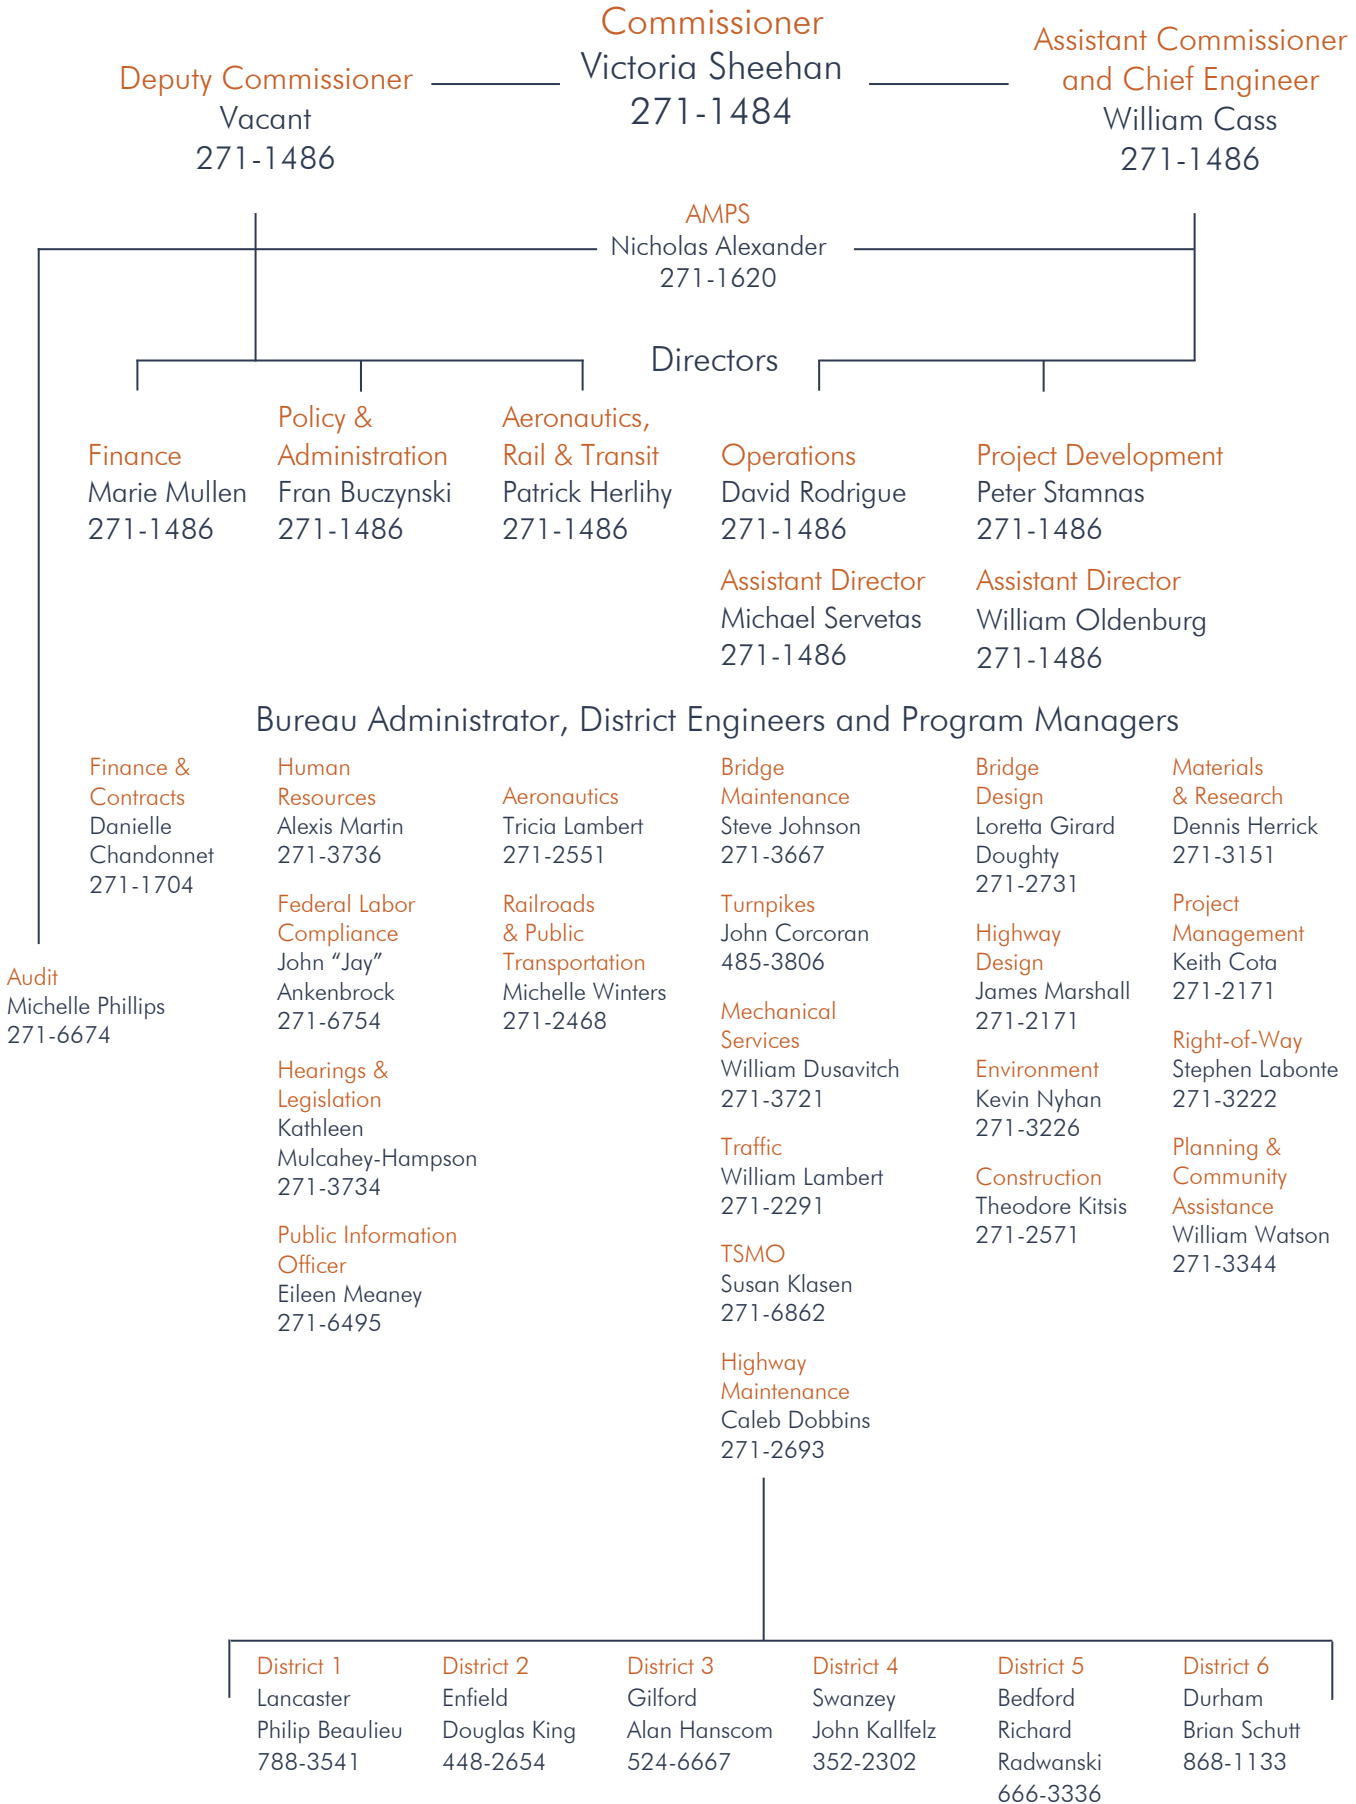 Commissioner
Victoria Sheehan
271-1484
Deputy Commissioner
Vacant
271-1486
Assistant Commissioner
and Chief Engineer
William Cass
271-1486
AMPS
Nicholas Alexander
271-1620
Directors
Finance
Marie Mullen
271-1486
Policy &
Administration
Fran Buczynski
271-1486
Aeronautics,
Rail & Transit
Patrick Herlihy
271-1486
Operations
David Rodrigue
271-1486
Assistant Director
Michael Servetas
271-1486
Project Development
Peter Stamnas
271-1486
Assistant Director
William Oldenburg
271-1486
Bureau Administrator, District Engineers and Program Managers
Audit
Michelle Phillips
271-6674
Finance &
Contracts
Danielle
Chandonnet
271-1704
Human
Resources
Alexis Martin
271-3736
Federal Labor
Compliance
John “Jay”
Ankenbrock
271-6754
Hearings &
Legislation
Kathleen
Mulcahey-Hampson
271-3734
Public Information
Officer
Eileen Meaney
271-6495
Aeronautics
Tricia Lambert
271-2551
Railroads
& Public
Transportation
Michelle Winters
271-2468
Bridge
Maintenance
Steve Johnson
271-3667
Turnpikes
John Corcoran
485-3806
Mechanical
Services
William Dusavitch
271-3721
Traffic
William Lambert
271-2291
TSMO
Susan Klasen
271-6862
Highway
Maintenance
Caleb Dobbins
271-2693
Bridge
Design
Loretta Girard
Doughty
271-2731
Highway
Design
James Marshall
271-2171
Environment
Kevin Nyhan
271-3226
Construction
Theodore Kitsis
271-2571
Materials
& Research
Dennis Herrick
271-3151
Project
Management
Keith Cota
271-2171
Right-of-Way
Stephen Labonte
271-3222
Planning &
Community
Assistance
William Watson
271-3344
District 1
Lancaster
Philip Beaulieu
788-3541
District 2
Enfield
Douglas King
448-2654
District 3
Gilford
Alan Hanscom
524-6667
District 4
Swanzey
John Kallfelz
352-2302
District 5
Bedford
Richard
Radwanski
666-3336
District 6
Durham
Brian Schutt
868-1133